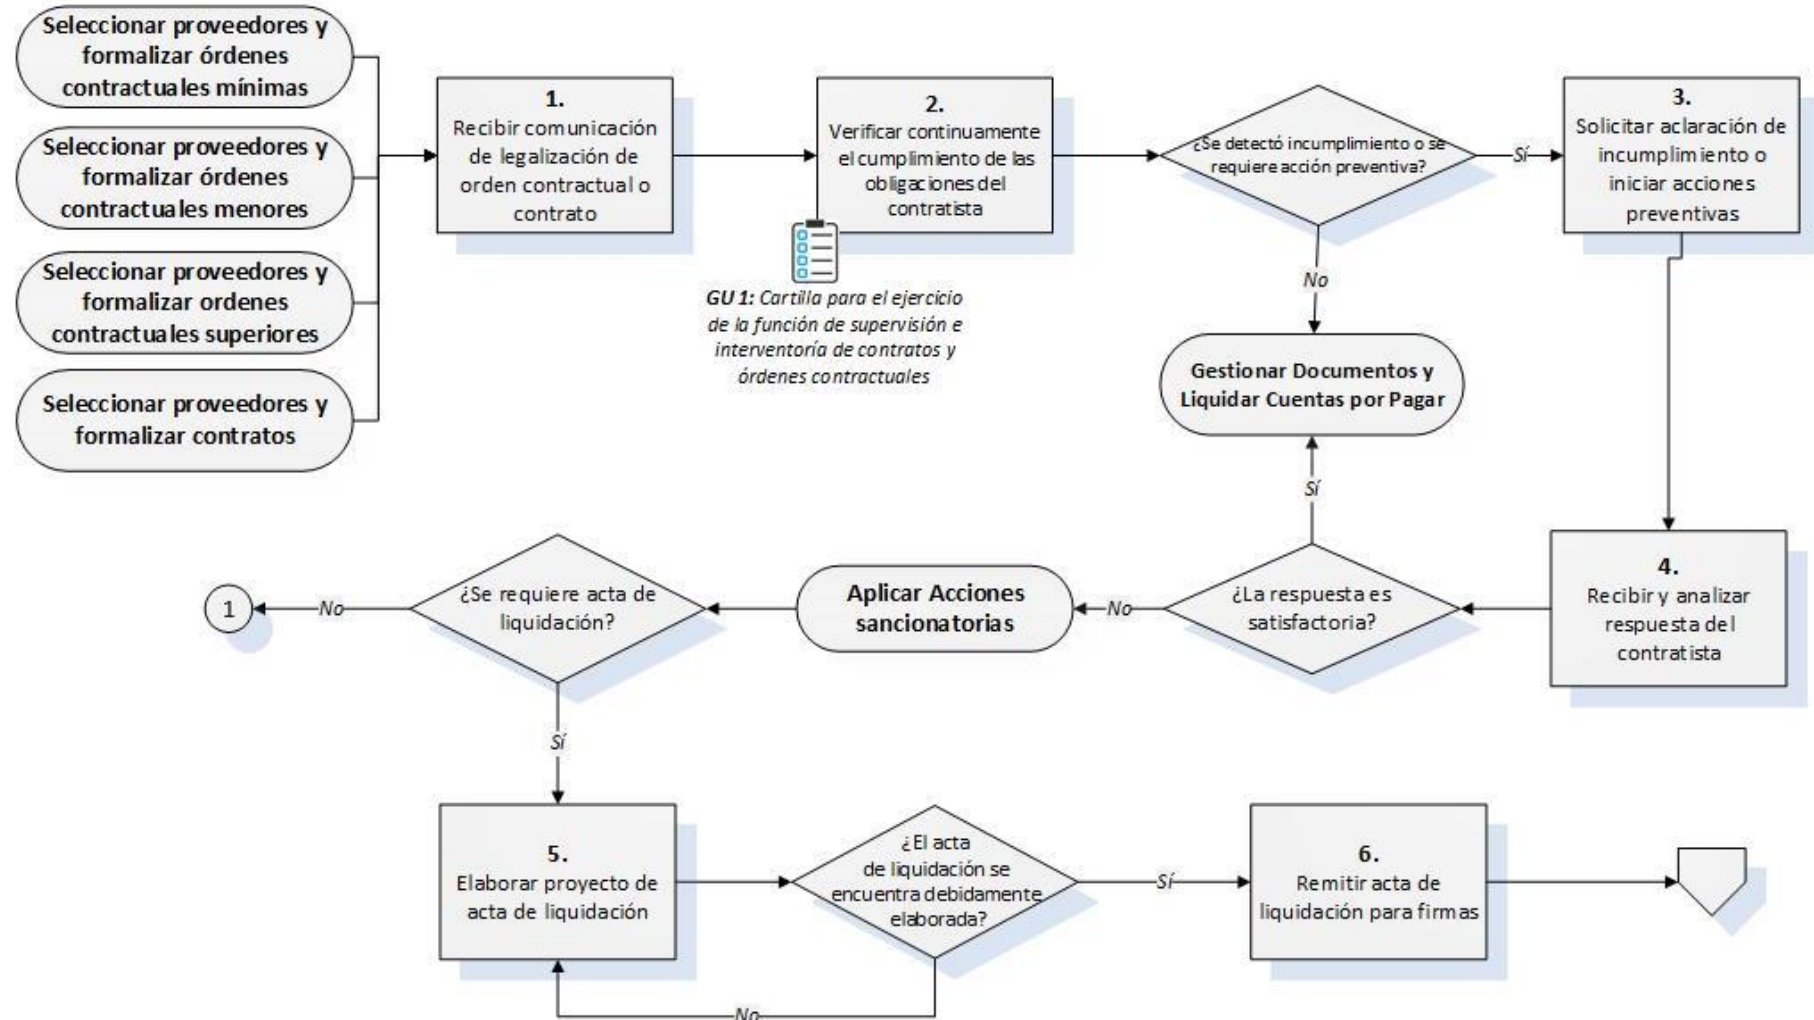 Seleccionar proveedores y
formalizar órdenes
contractuales mínimas
Seleccionar proveedores y
formalizar órdenes
contractuales menores
Seleccionar proveedores y
formalizar ordenes
contractuales superiores
Seleccionar proveedores y
formalizar contratos
1.
Recibir comunicación
de legalización de
orden contractual o
contrato
2.
Verificar continuamente
el cumplimiento de las
obligaciones del
contratista
GU 1: Cartilla para el ejercicio
de la función de supervisión e
interventoría de contratos y
órdenes contractuales
¿Se detectó incumplimiento o se
requiere acción preventiva?
Sí
No
3.
Solicitar aclaración de
incumplimiento o
iniciar acciones
preventivas
Gestionar Documentos y
Liquidar Cuentas por Pagar
Sí
4.
Recibir y analizar
respuesta del
contratista
¿La respuesta es
satisfactoria?
No
Aplicar Acciones
sancionatorias
¿Se requiere acta de
liquidación?
No
1
Sí
5.
Elaborar proyecto de
acta de liquidación
¿El acta
de liquidación se
encuentra debidamente
elaborada?
Sí
No
6.
Remitir acta de
liquidación para firmas